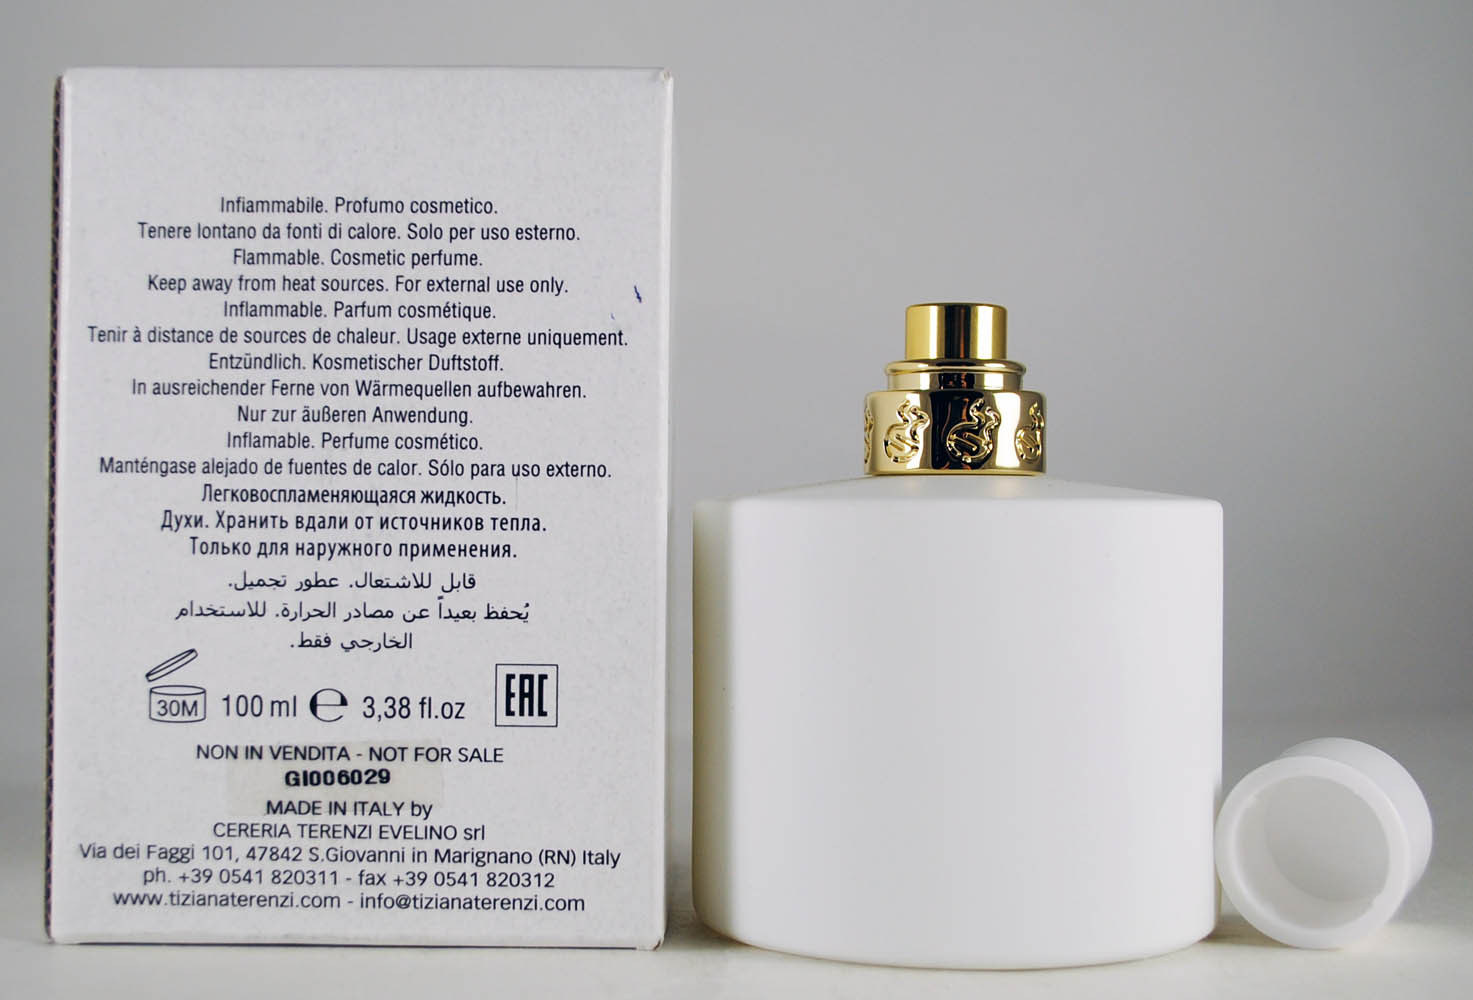 Infiammabile. Profumo cosmetico.
Tenere lontano da fonti di calore. Solo per uso esterno.
Flammable. Cosmetic perfume.
Keep away from heat sources. For external use only.
Inflammable. Parfum cosmétique.
Tenir à distance de sources de chaleur. Usage externe uniquement.
Entzündlich. Kosmetischer Duftstoff.
In ausreichender Ferne von Wärmequellen aufbewahren.
Nur zur äußeren Anwendung.
Inflamable. Perfume cosmético.
Manténgase alejado de fuentes de calor. Sólo para uso externo.
Легковоспламеняющаяся жидкость.
Духи. Хранить вдали от источников тепла.
Только для наружного применения.
قابل للاشتعال. عطور تجميل.
يُحفظ بعيداً عن مصادر الحرارة. للاستخدام
الخارجي فقط.
30M 100 ml e 3,38 fl.oz EAC
NON IN VENDITA - NOT FOR SALE
GI006029
MADE IN ITALY by
CERERIA TERENZI EVELINO srl
Via dei Faggi 101, 47842 S.Giovanni in Marignano (RN) Italy
ph. +39 0541 820311 - fax +39 0541 820312
www.tizianaterenzi.com - info@tizianaterenzi.com